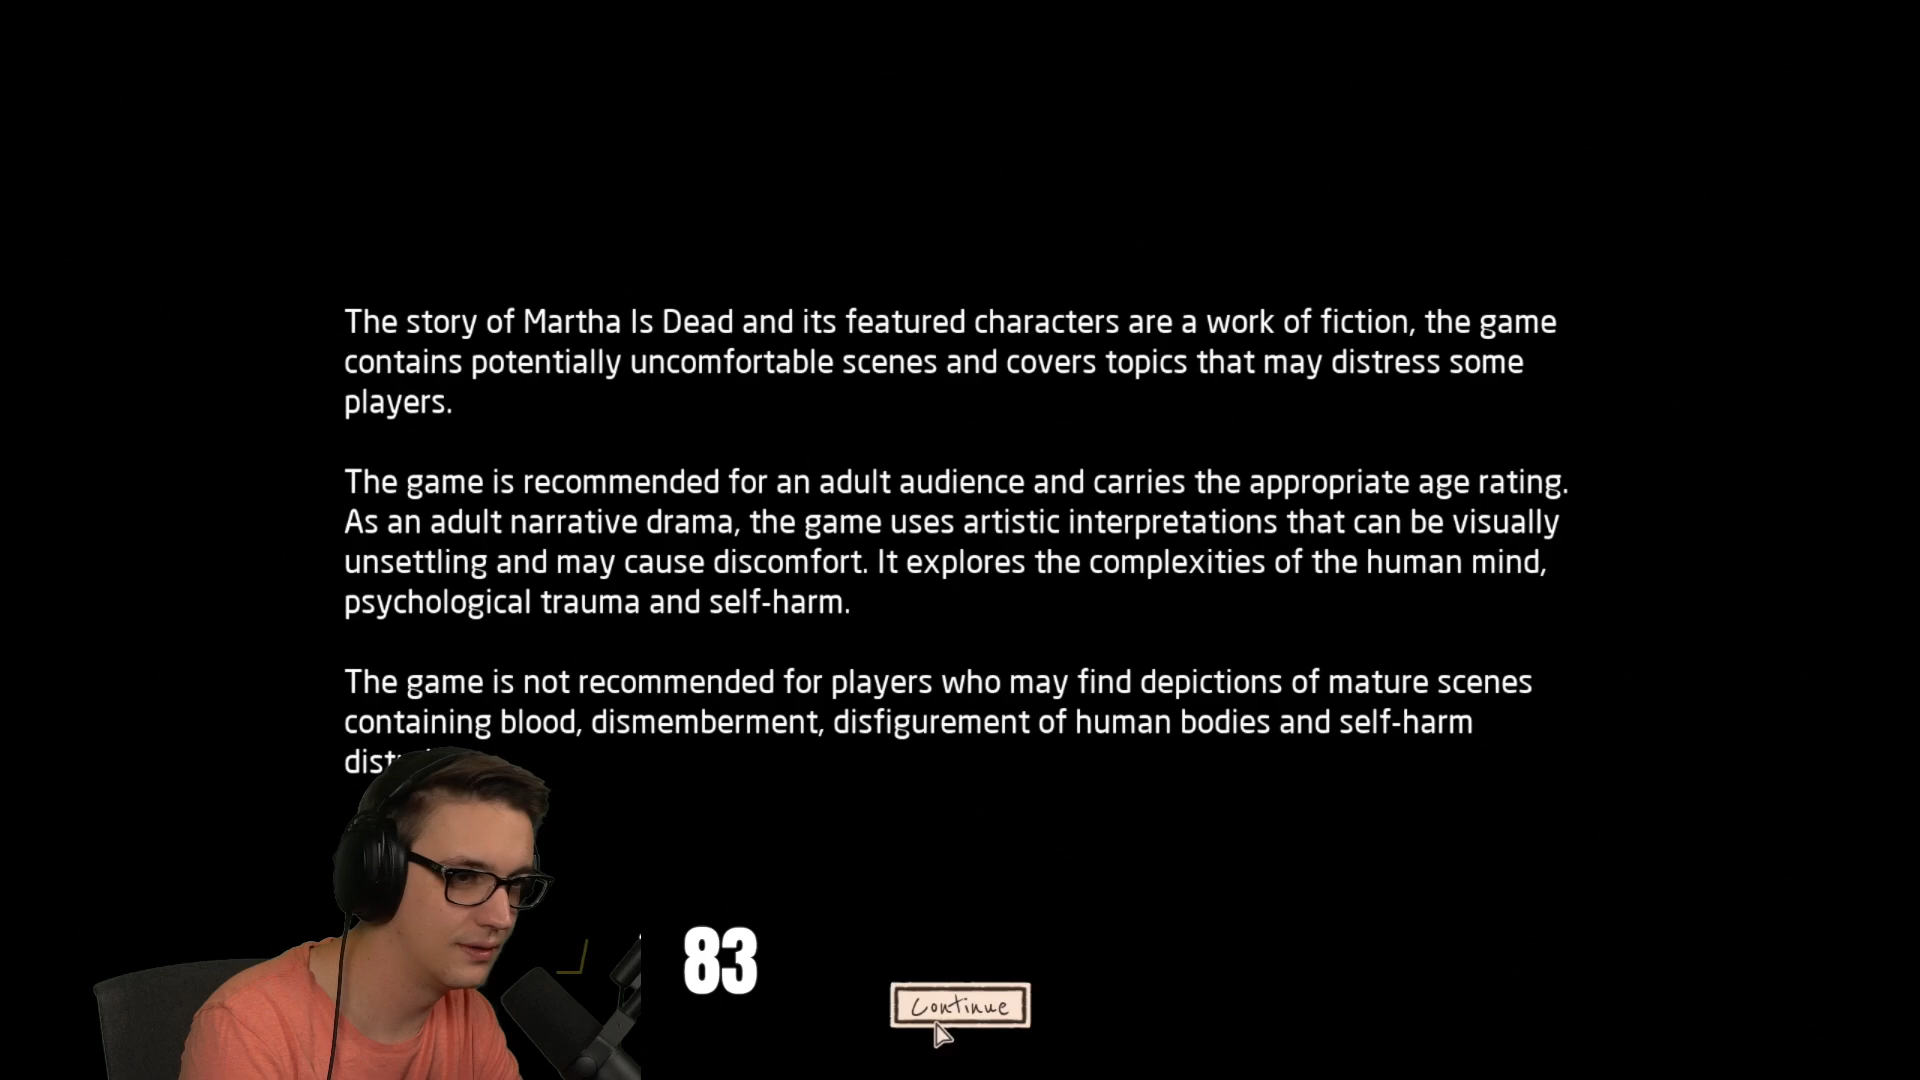 The story of Martha Is Dead and its featured characters are a work of fiction, the game
contains potentially uncomfortable scenes and covers topics that may distress some
players.
The game is recommended for an adult audience and carries the appropriate age rating.
As an adult narrative drama, the game uses artistic interpretations that can be visually
unsettling and may cause discomfort. It explores the complexities of the human mind,
psychological trauma and self-harm.
The game is not recommended for players who may find depictions of mature scenes
containing blood, dismemberment, disfigurement of human bodies and self-harm
83
Continue